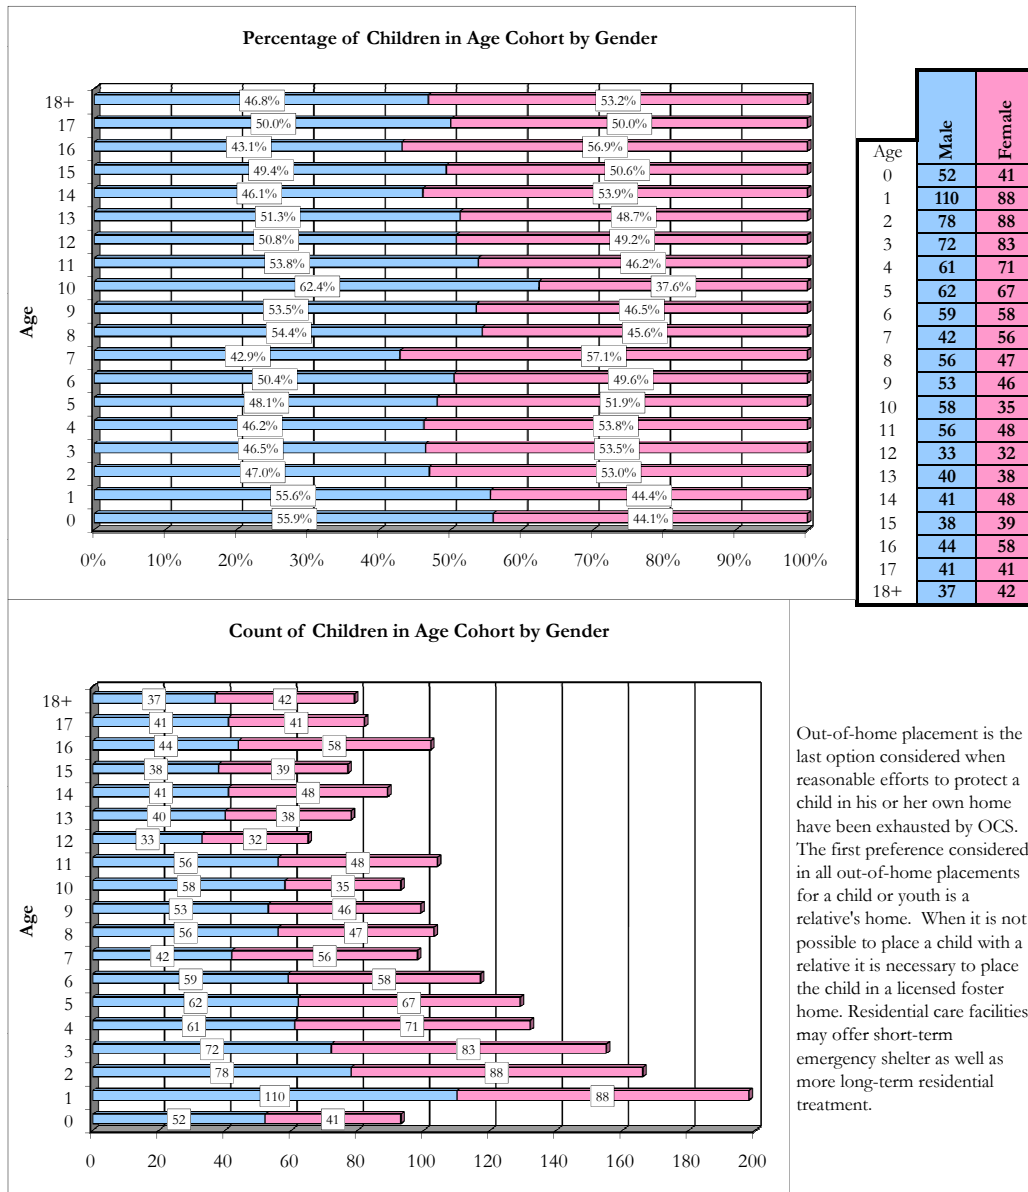 Percentage of Children in Age Cohort by Gender
Age
18+ 46.8% 53.2%
17 50.0% 50.0%
16 43.1% 56.9%
15 49.4% 50.6%
14 46.1% 53.9%
13 51.3% 48.7%
12 50.8% 49.2%
11 53.8% 46.2%
10 62.4% 37.6%
9 53.5% 46.5%
8 54.4% 45.6%
7 42.9% 57.1%
6 50.4% 49.6%
5 48.1% 51.9%
4 46.2% 53.8%
3 46.5% 53.5%
2 47.0% 53.0%
1 55.6% 44.4%
0 55.9% 44.1%
0% 10% 20% 30% 40% 50% 60% 70% 80% 90% 100%
Age Male Female
0 52 41
1 110 88
2 78 88
3 72 83
4 61 71
5 62 67
6 59 58
7 42 56
8 56 47
9 53 46
10 58 35
11 56 48
12 33 32
13 40 38
14 41 48
15 38 39
16 44 58
17 41 41
18+ 37 42
Count of Children in Age Cohort by Gender
Age
18+ 37 42
17 41 41
16 44 58
15 38 39
14 41 48
13 40 38
12 33 32
11 56 48
10 58 35
9 53 46
8 56 47
7 42 56
6 59 58
5 62 67
4 61 71
3 72 83
2 78 88
1 110 88
0 52 41
0 20 40 60 80 100 120 140 160 180 200
Out-of-home placement is the
last option considered when
reasonable efforts to protect a
child in his or her own home
have been exhausted by OCS.
The first preference considered
in all out-of-home placements
for a child or youth is a
relative's home. When it is not
possible to place a child with a
relative it is necessary to place
the child in a licensed foster
home. Residential care facilities
may offer short-term
emergency shelter as well as
more long-term residential
treatment.